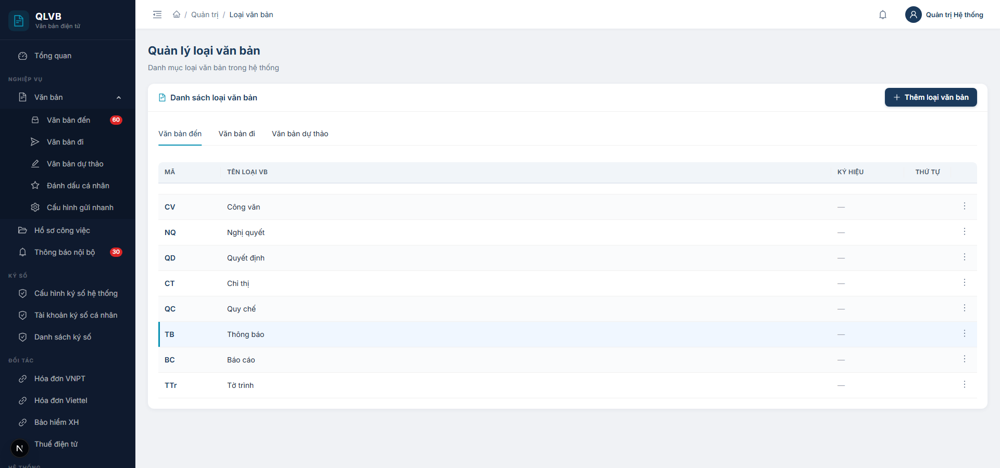 QLVB
Văn bản điện tử
Tổng quan
NGHIỆP VỤ
Văn bản
Văn bản đến 60
Văn bản đi
Văn bản dự thảo
Đánh dấu cá nhân
Cấu hình gửi nhanh
Hồ sơ công việc
Thông báo nội bộ 30
KÝ SỐ
Cấu hình ký số hệ thống
Tài khoản ký số cá nhân
Danh sách ký số
ĐỐI TÁC
Hóa đơn VNPT
Hóa đơn Viettel
Bảo hiểm XH
Thuế điện tử
N
HỆ THỐNG
/ Quản trị / Loại văn bản
Quản trị Hệ thống
Quản lý loại văn bản
Danh mục loại văn bản trong hệ thống
Danh sách loại văn bản
+ Thêm loại văn bản
Văn bản đến Văn bản đi Văn bản dự thảo
MÃ TÊN LOẠI VB KÝ HIỆU THỨ TỰ
CV Công văn —
NQ Nghị quyết —
QD Quyết định —
CT Chỉ thị —
QC Quy chế —
TB Thông báo —
BC Báo cáo —
TTr Tờ trình —